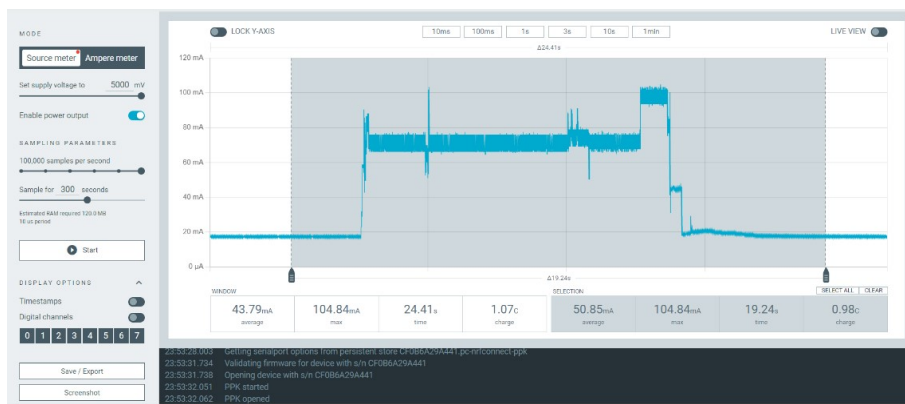 MODE
Source meter Ampere meter
Set supply voltage to 5000 mV
Enable power output
SAMPLING PARAMETERS
100,000 samples per second
Sample for 300 seconds
Estimated RAM required 120.0 MB
10 us period
Start
DISPLAY OPTIONS
Timestamps
Digital channels
0 1 2 3 4 5 6 7
Save / Export
Screenshot
LOCK Y-AXIS 10ms 100ms 1s 3s 10s 1min LIVE VIEW
Δ24.41s
120 mA
100 mA
80 mA
60 mA
40 mA
20 mA
0 µA
Δ19.24s
WINDOW SELECTION SELECT ALL CLEAR
43.79mA 104.84mA 24.41s 1.07c 50.85mA 104.84mA 19.24s 0.98c
average max time charge average max time charge
23:53:28.003 Getting serialport options from persistent store CF0B6A29A441.pc-nrfconnect-ppk
23:53:31.734 Validating firmware for device with s/n CF0B6A29A441
23:53:31.738 Opening device with s/n CF0B6A29A441
23:53:32.051 PPK started
23:53:32.062 PPK opened